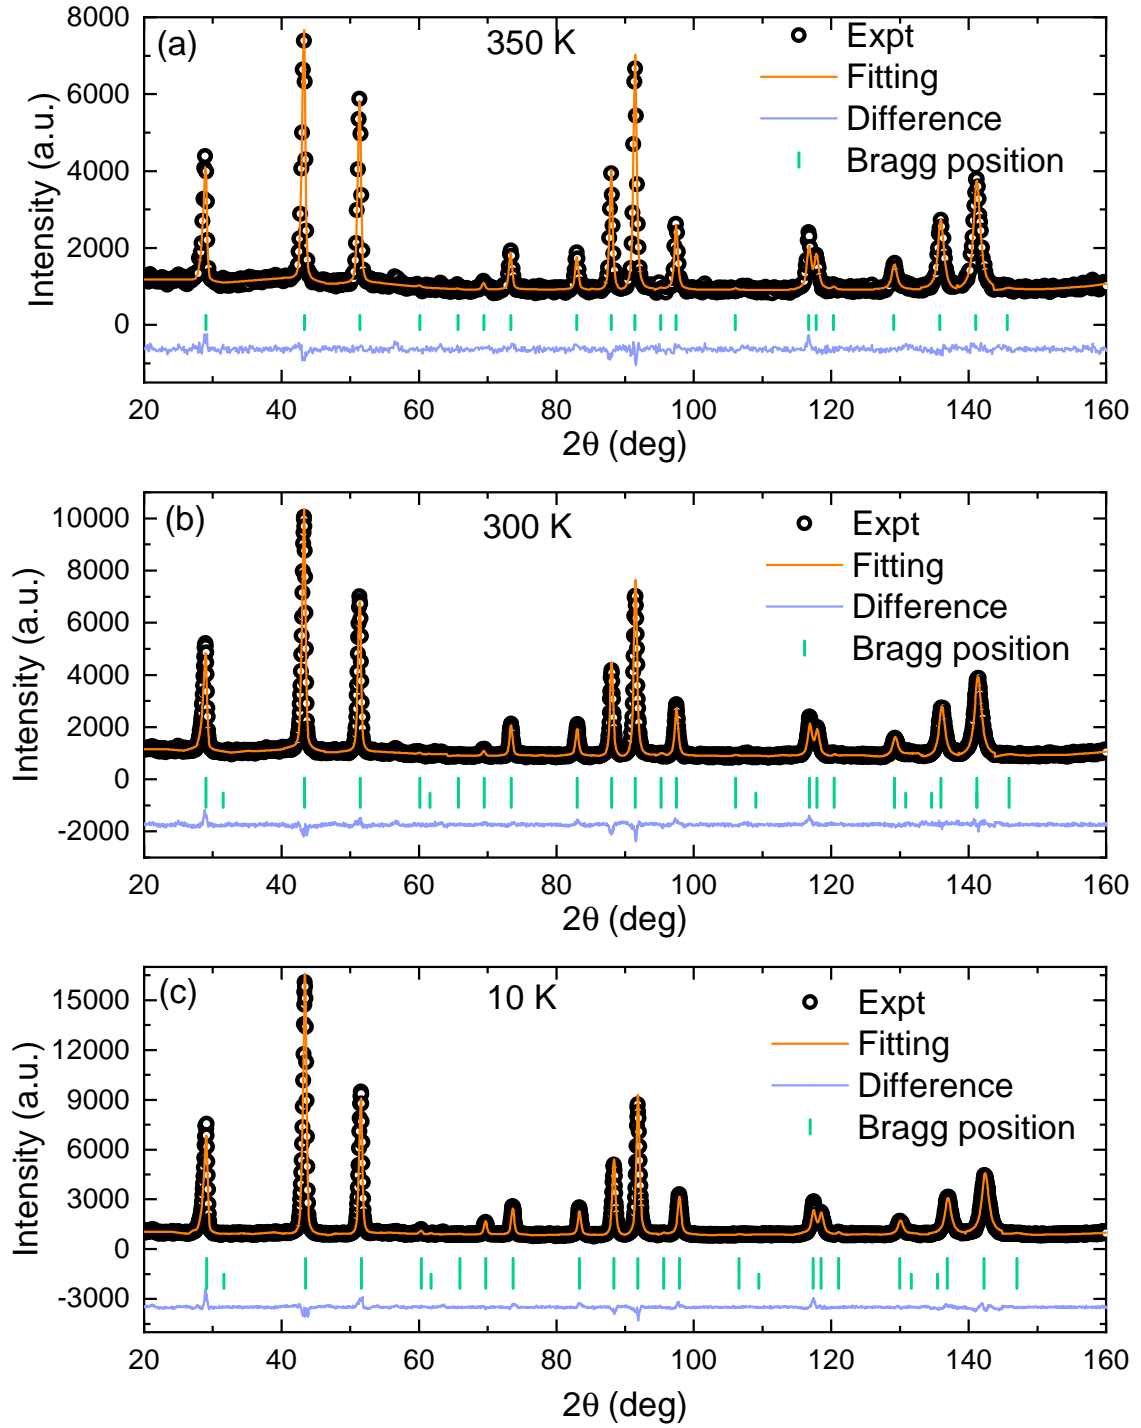 (a)
350 K
Expt
Fitting
Difference
Bragg position
Intensity (a.u.)
8000
6000
4000
2000
0
20 40 60 80 100 120 140 160
2θ (deg)
(b)
300 K
Expt
Fitting
Difference
Bragg position
Intensity (a.u.)
10000
8000
6000
4000
2000
0
-2000
20 40 60 80 100 120 140 160
2θ (deg)
(c)
10 K
Expt
Fitting
Difference
Bragg position
Intensity (a.u.)
15000
12000
9000
6000
3000
0
-3000
20 40 60 80 100 120 140 160
2θ (deg)